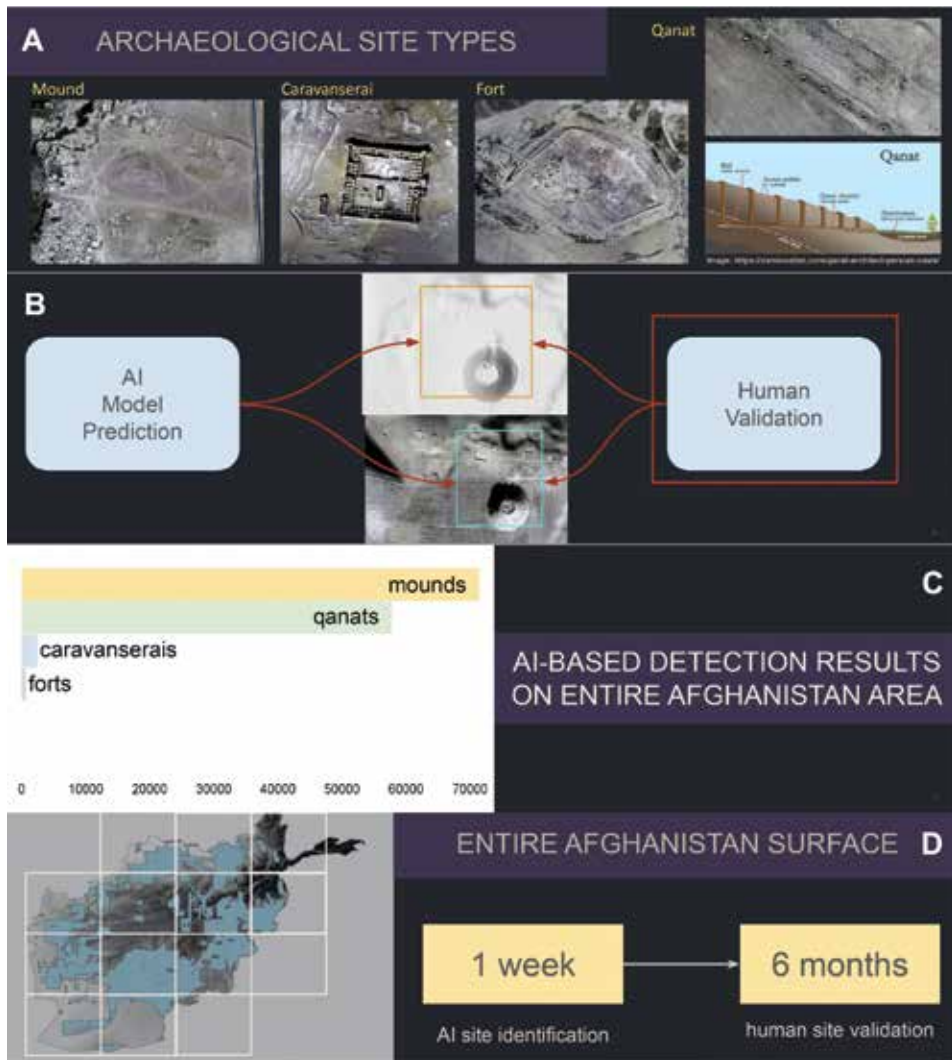 A
ARCHAEOLOGICAL SITE TYPES
Mound
Caravanserai
Fort
Qanat
Qanat
B
AI
Model
Prediction
Human
Validation
mounds
qanats
caravanserais
forts
0 10000 20000 30000 40000 50000 60000 70000
C
AI-BASED DETECTION RESULTS
ON ENTIRE AFGHANISTAN AREA
ENTIRE AFGHANISTAN SURFACE D
1 week
6 months
AI site identification
human site validation